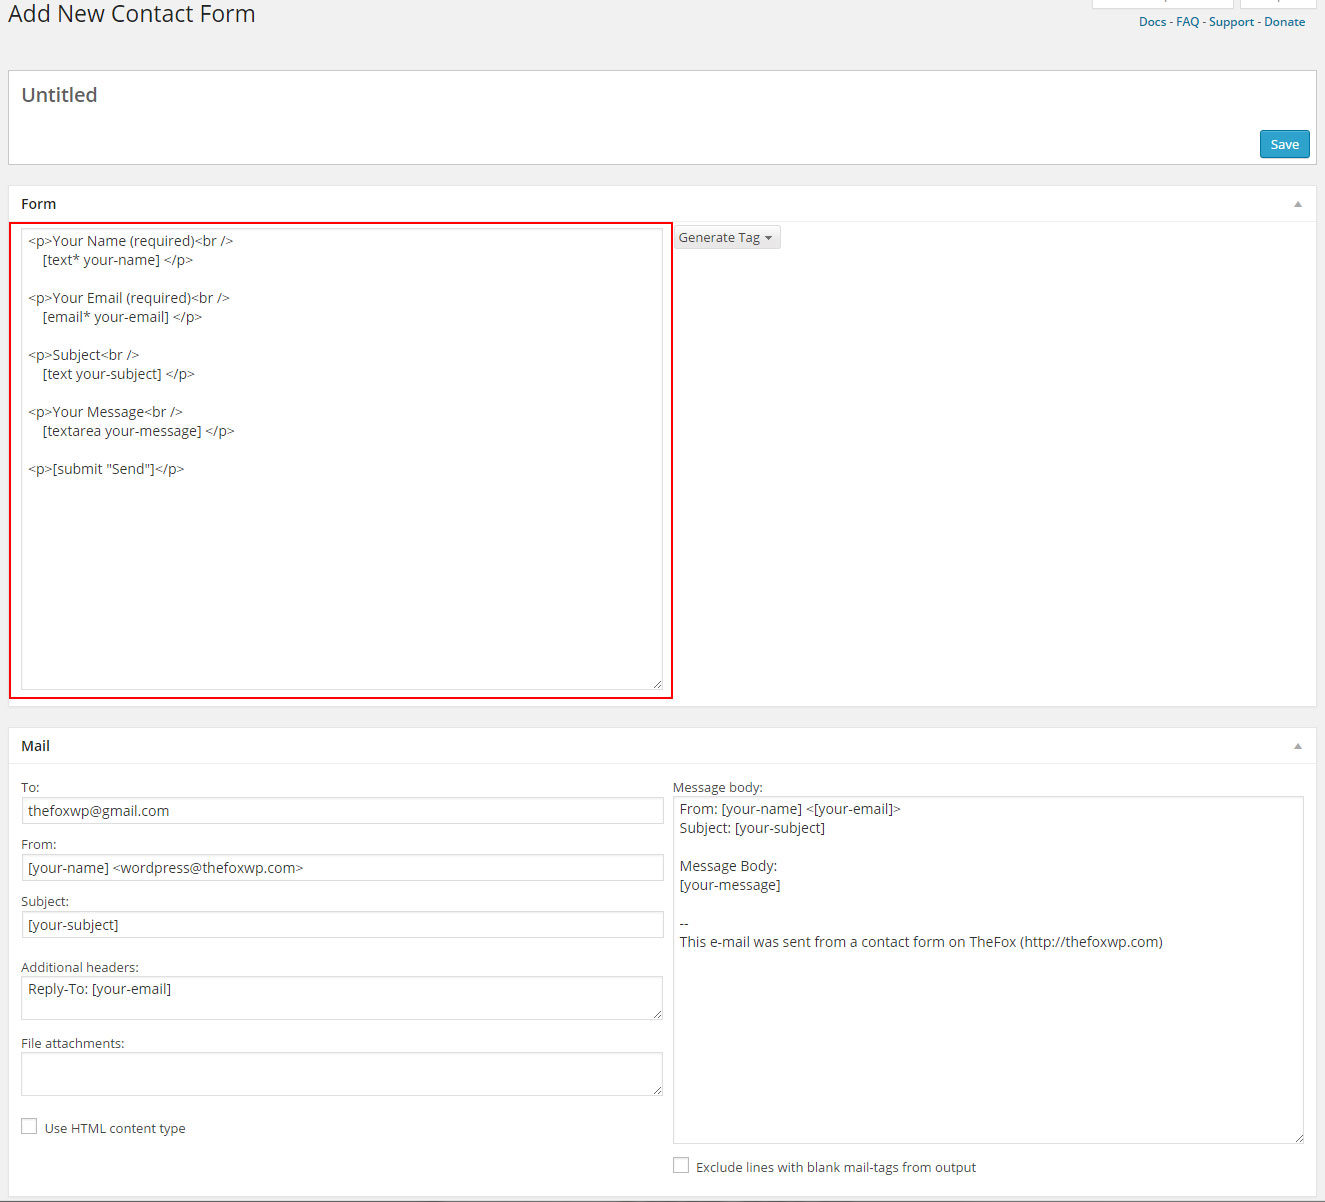 Add New Contact Form
Docs - FAQ - Support - Donate
Untitled
Save
Form
<p>Your Name (required)<br />
[text* your-name] </p>
<p>Your Email (required)<br />
[email* your-email] </p>
<p>Subject<br />
[text your-subject] </p>
<p>Your Message<br />
[textarea your-message] </p>
<p>[submit "Send"]</p>
Generate Tag
Mail
To:
thefoxwp@gmail.com
From:
[your-name] <wordpress@thefoxwp.com>
Subject:
[your-subject]
Additional headers:
Reply-To: [your-email]
File attachments:
Use HTML content type
Message body:
From: [your-name] <[your-email]>
Subject: [your-subject]
Message Body:
[your-message]
--
This e-mail was sent from a contact form on TheFox (http://thefoxwp.com)
Exclude lines with blank mail-tags from output